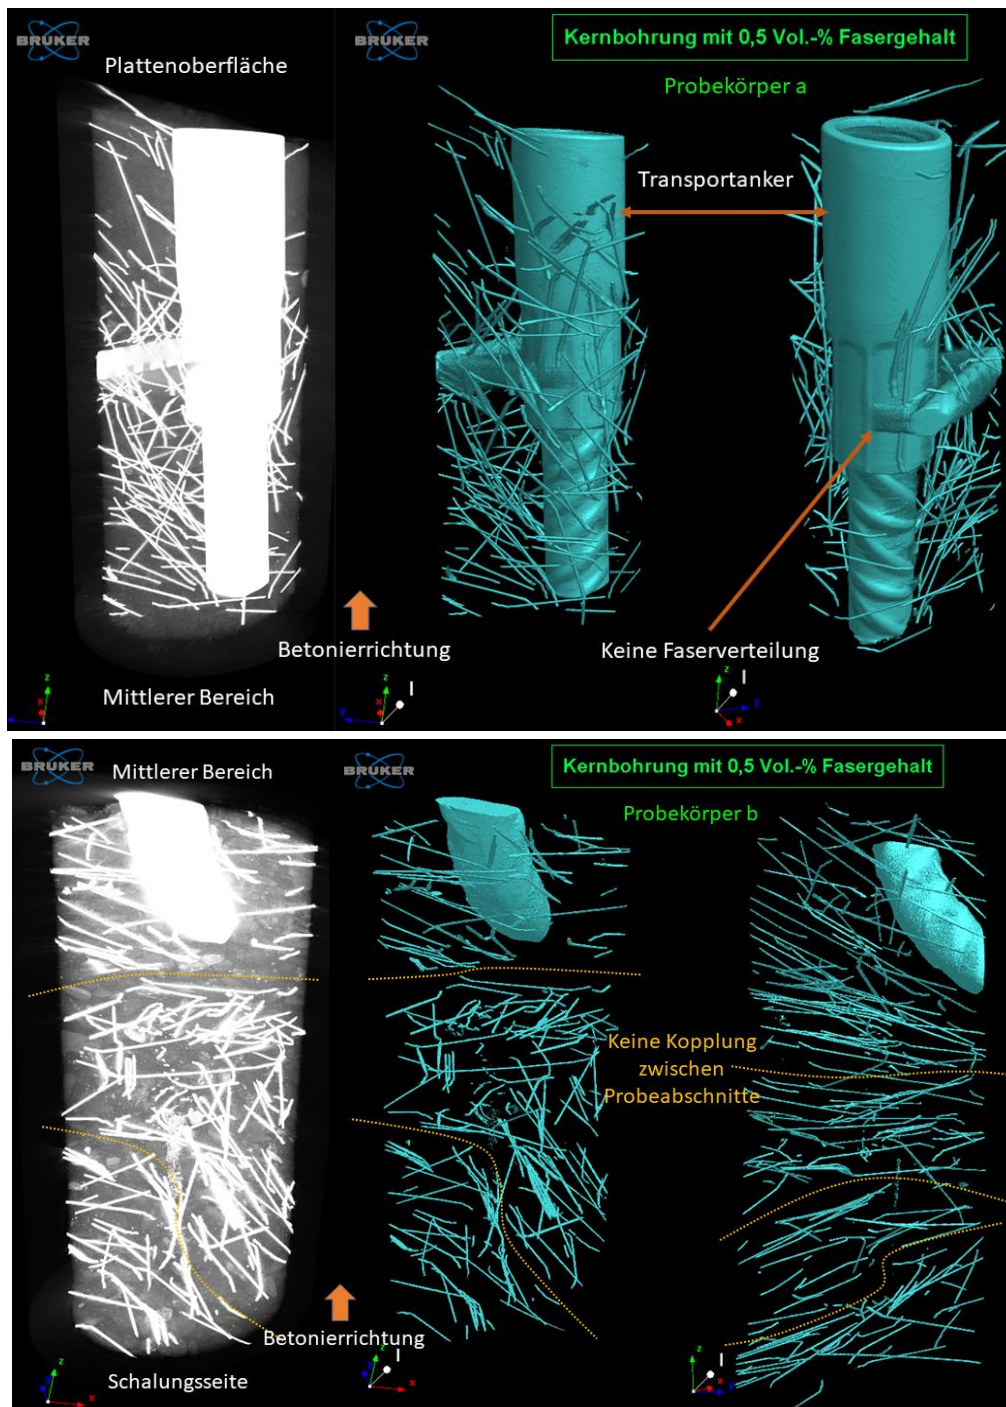 BRUKER
Plattenoberfläche
BRUKER
Kernbohrung mit 0,5 Vol.-% Fasergehalt
Probekörper a
Transportanker
Betonierrichtung
Keine Faserverteilung
Mittlerer Bereich
z
x
z
x
y
l
z
y
x
l
BRUKER
Mittlerer Bereich
BRUKER
Kernbohrung mit 0,5 Vol.-% Fasergehalt
Probekörper b
Keine Kopplung
zwischen
Probeabschnitte
Betonierrichtung
Schalungsseite
z
x
z
x
l
z
x
y
l